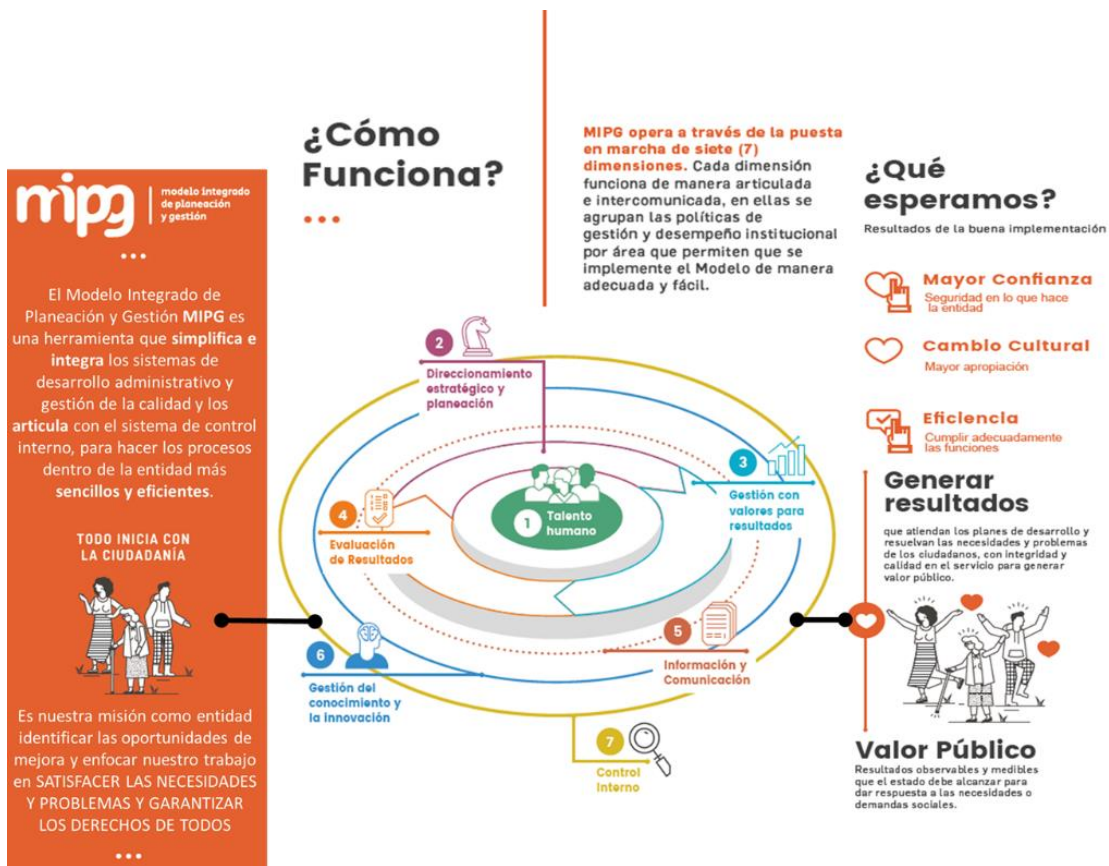 mipg
modelo integrado
de planeación
y gestión
El Modelo Integrado de
Planeación y Gestión MIPG es
una herramienta que simplifica e
integra los sistemas de
desarrollo administrativo y
gestión de la calidad y los
articula con el sistema de control
interno, para hacer los procesos
dentro de la entidad más
sencillos y eficientes.
TODO INICIA CON
LA CIUDADANÍA
Es nuestra misión como entidad
identificar las oportunidades de
mejora y enfocar nuestro trabajo
en SATISFACER LAS NECESIDADES
Y PROBLEMAS Y GARANTIZAR
LOS DERECHOS DE TODOS
¿Cómo
Funciona?
MIPG opera a través de la puesta
en marcha de siete (7)
dimensiones. Cada dimensión
funciona de manera articulada
e intercomunicada, en ellas se
agrupan las políticas de
gestión y desempeño institucional
por área que permiten que se
implemente el Modelo de manera
adecuada y fácil.
2
Direccionamiento
estratégico y
planeación
3
Gestión con
valores para
resultados
1 Talento
humano
4
Evaluación
de Resultados
5
Información y
Comunicación
6
Gestión del
conocimiento y
la innovación
7
Control
Interno
¿Qué
esperamos?
Resultados de la buena implementación
Mayor Confianza
Seguridad en lo que hace
la entidad
Cambio Cultural
Mayor apropiación
Eficiencia
Cumplir adecuadamente
las funciones
Generar
resultados
que atiendan los planes de desarrollo y
resuelvan las necesidades y problemas
de los ciudadanos, con integridad y
calidad en el servicio para generar
valor público.
Valor Público
Resultados observables y medibles
que el estado debe alcanzar para
dar respuesta a las necesidades o
demandas sociales.